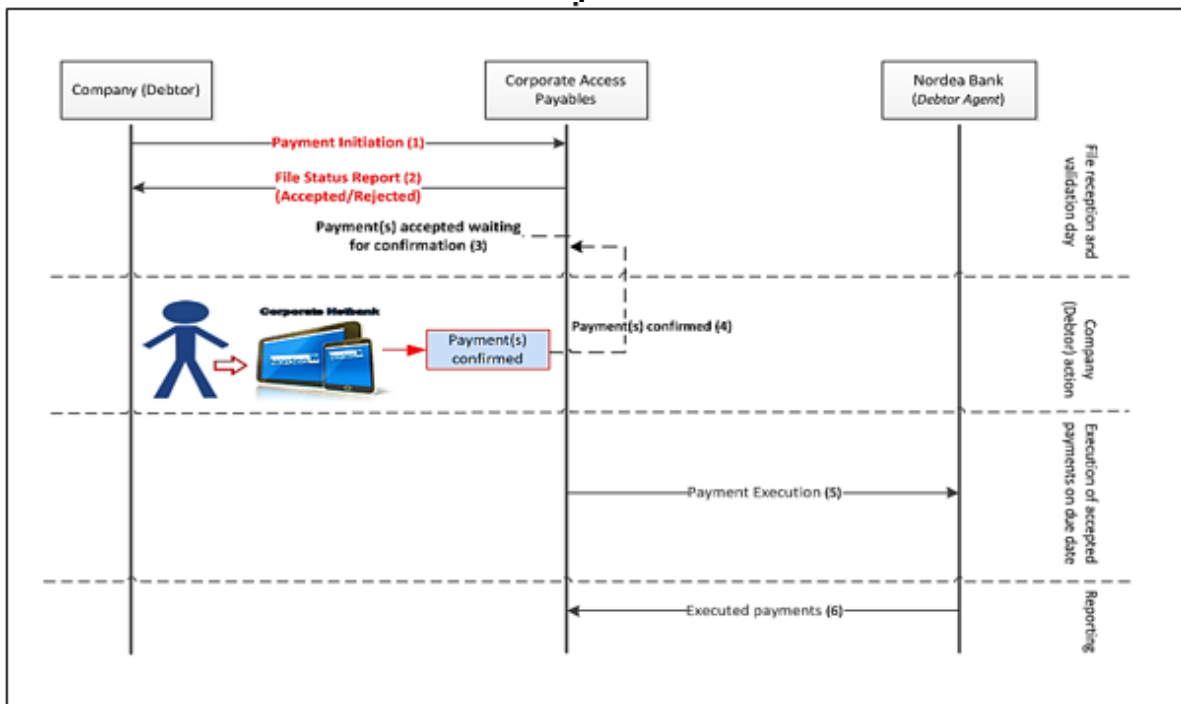 Company (Debtor)
Corporate Access
Payables
Nordea Bank
(Debtor Agent)
Payment Initiation (1)
File Status Report (2)
(Accepted/Rejected)
Payment(s) accepted waiting
for confirmation (3)
File reception and
validation day
Corporate Netbank
Payment(s)
confirmed
Payment(s) confirmed (4)
Company
(Debtor) action
Payment Execution (5)
Execution of accepted
payments on due date
Executed payments (6)
Reporting